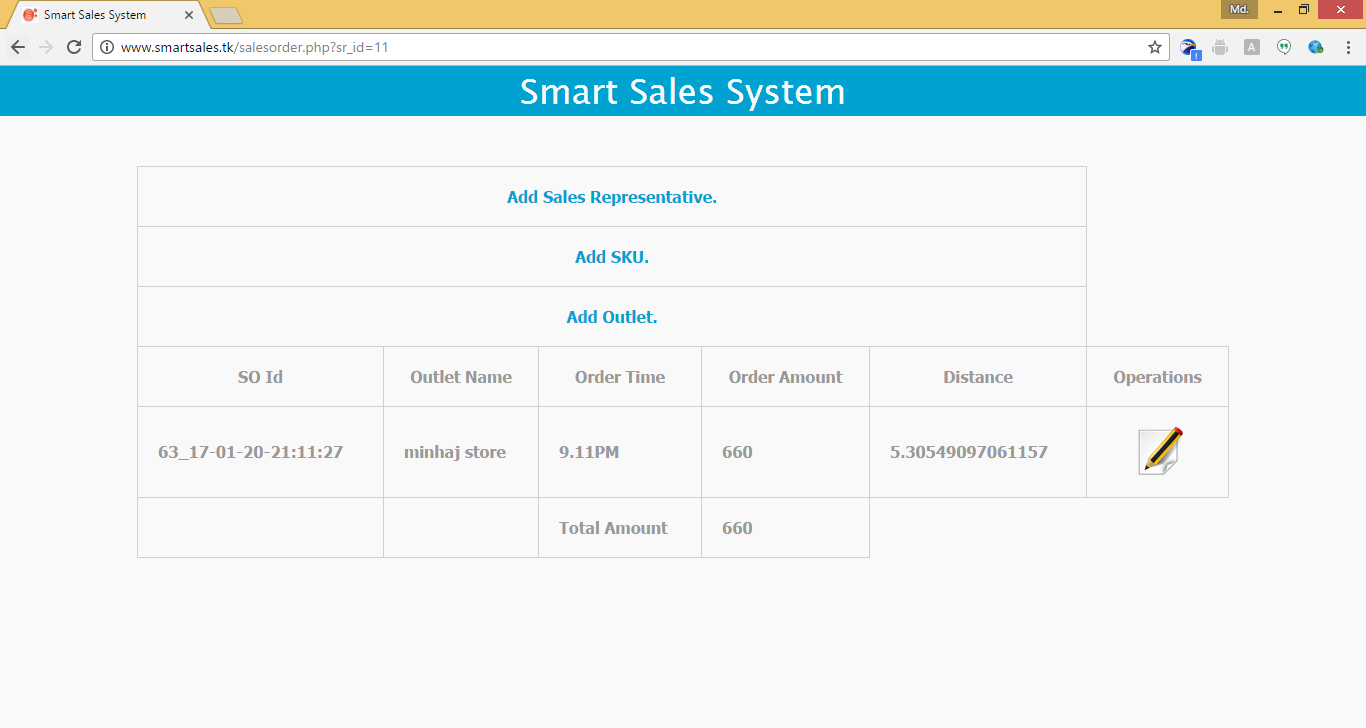 Smart Sales System
Md.
www.smartsales.tk/salesorder.php?sr_id=11
A
Smart Sales System
Add Sales Representative.
Add SKU.
Add Outlet.
SO Id Outlet Name Order Time Order Amount Distance Operations
63_17-01-20-21:11:27 minhaj store 9.11PM 660 5.30549097061157
Total Amount 660